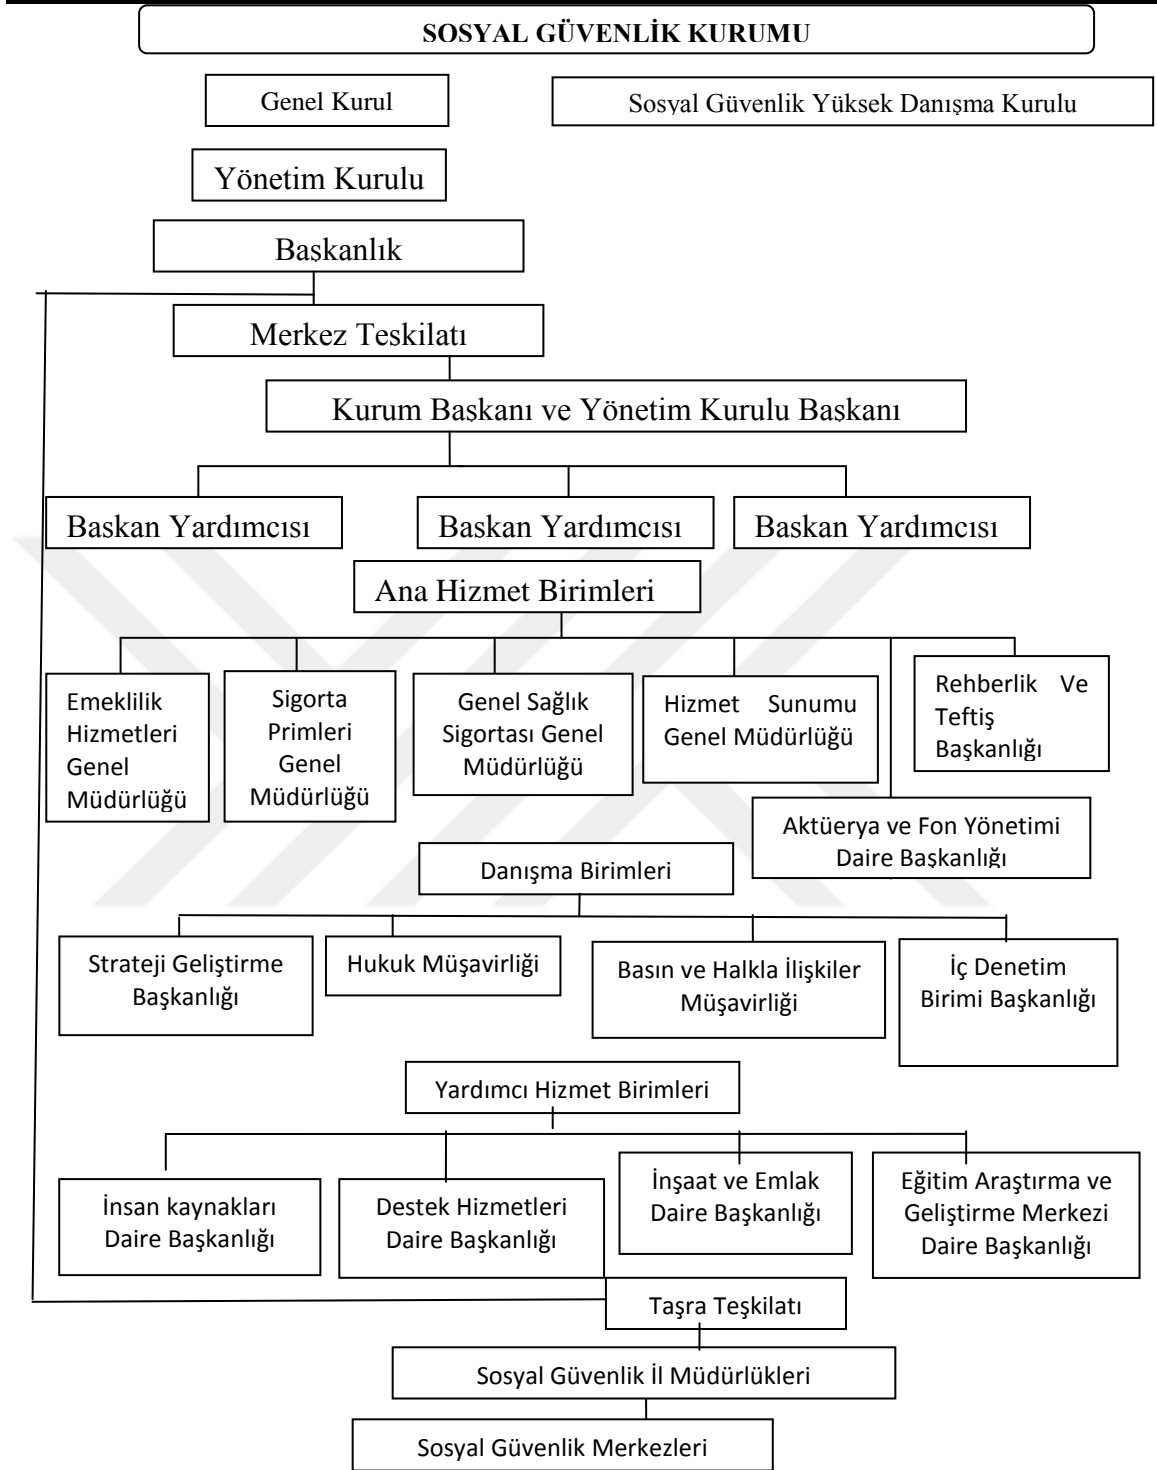 SOSYAL GÜVENLİK KURUMU
Genel Kurul
Sosyal Güvenlik Yüksek Danışma Kurulu
Yönetim Kurulu
Başkanlık
Merkez Teşkilatı
Kurum Başkanı ve Yönetim Kurulu Başkanı
Başkan Yardımcısı
Başkan Yardımcısı
Başkan Yardımcısı
Ana Hizmet Birimleri
Emeklilik
Hizmetleri
Genel
Müdürlüğü
Sigorta
Primleri
Genel
Müdürlüğü
Genel Sağlık
Sigortası Genel
Müdürlüğü
Hizmet Sunumu
Genel Müdürlüğü
Rehberlik Ve
Teftiş
Başkanlığı
Aktüerya ve Fon Yönetimi
Daire Başkanlığı
Danışma Birimleri
Strateji Geliştirme
Başkanlığı
Hukuk Müşavirliği
Basın ve Halkla İlişkiler
Müşavirliği
İç Denetim
Birimi Başkanlığı
Yardımcı Hizmet Birimleri
İnsan kaynakları
Daire Başkanlığı
Destek Hizmetleri
Daire Başkanlığı
İnşaat ve Emlak
Daire Başkanlığı
Eğitim Araştırma ve
Geliştirme Merkezi
Daire Başkanlığı
Taşra Teşkilatı
Sosyal Güvenlik İl Müdürlükleri
Sosyal Güvenlik Merkezleri